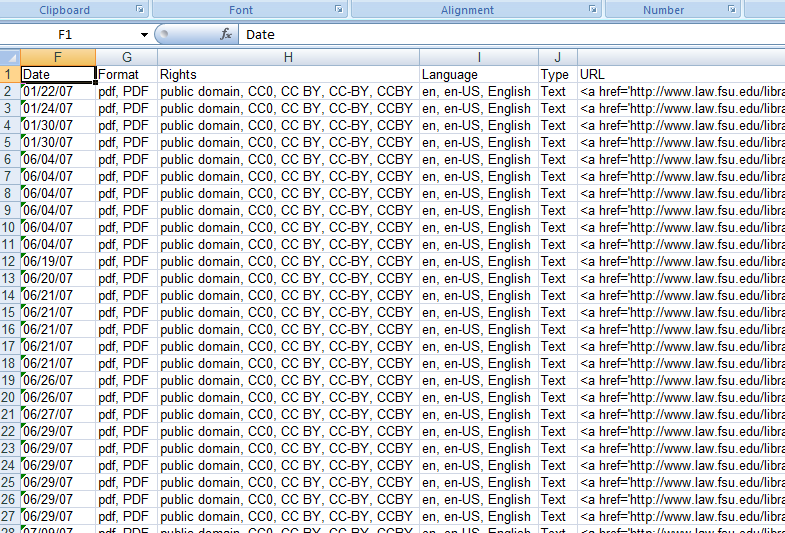 Clipboard Font Alignment Number
F1 fx Date
F G H I J
1 Date Format Rights Language Type URL
2 01/22/07 pdf, PDF public domain, CC0, CC BY, CC-BY, CCBY en, en-US, English Text <a href='http://www.law.fsu.edu/libra
3 01/24/07 pdf, PDF public domain, CC0, CC BY, CC-BY, CCBY en, en-US, English Text <a href='http://www.law.fsu.edu/libra
4 01/30/07 pdf, PDF public domain, CC0, CC BY, CC-BY, CCBY en, en-US, English Text <a href='http://www.law.fsu.edu/libra
5 01/30/07 pdf, PDF public domain, CC0, CC BY, CC-BY, CCBY en, en-US, English Text <a href='http://www.law.fsu.edu/libra
6 06/04/07 pdf, PDF public domain, CC0, CC BY, CC-BY, CCBY en, en-US, English Text <a href='http://www.law.fsu.edu/libra
7 06/04/07 pdf, PDF public domain, CC0, CC BY, CC-BY, CCBY en, en-US, English Text <a href='http://www.law.fsu.edu/libra
8 06/04/07 pdf, PDF public domain, CC0, CC BY, CC-BY, CCBY en, en-US, English Text <a href='http://www.law.fsu.edu/libra
9 06/04/07 pdf, PDF public domain, CC0, CC BY, CC-BY, CCBY en, en-US, English Text <a href='http://www.law.fsu.edu/libra
10 06/04/07 pdf, PDF public domain, CC0, CC BY, CC-BY, CCBY en, en-US, English Text <a href='http://www.law.fsu.edu/libra
11 06/04/07 pdf, PDF public domain, CC0, CC BY, CC-BY, CCBY en, en-US, English Text <a href='http://www.law.fsu.edu/libra
12 06/19/07 pdf, PDF public domain, CC0, CC BY, CC-BY, CCBY en, en-US, English Text <a href='http://www.law.fsu.edu/libra
13 06/20/07 pdf, PDF public domain, CC0, CC BY, CC-BY, CCBY en, en-US, English Text <a href='http://www.law.fsu.edu/libra
14 06/21/07 pdf, PDF public domain, CC0, CC BY, CC-BY, CCBY en, en-US, English Text <a href='http://www.law.fsu.edu/libra
15 06/21/07 pdf, PDF public domain, CC0, CC BY, CC-BY, CCBY en, en-US, English Text <a href='http://www.law.fsu.edu/libra
16 06/21/07 pdf, PDF public domain, CC0, CC BY, CC-BY, CCBY en, en-US, English Text <a href='http://www.law.fsu.edu/libra
17 06/21/07 pdf, PDF public domain, CC0, CC BY, CC-BY, CCBY en, en-US, English Text <a href='http://www.law.fsu.edu/libra
18 06/21/07 pdf, PDF public domain, CC0, CC BY, CC-BY, CCBY en, en-US, English Text <a href='http://www.law.fsu.edu/libra
19 06/26/07 pdf, PDF public domain, CC0, CC BY, CC-BY, CCBY en, en-US, English Text <a href='http://www.law.fsu.edu/libra
20 06/26/07 pdf, PDF public domain, CC0, CC BY, CC-BY, CCBY en, en-US, English Text <a href='http://www.law.fsu.edu/libra
21 06/27/07 pdf, PDF public domain, CC0, CC BY, CC-BY, CCBY en, en-US, English Text <a href='http://www.law.fsu.edu/libra
22 06/29/07 pdf, PDF public domain, CC0, CC BY, CC-BY, CCBY en, en-US, English Text <a href='http://www.law.fsu.edu/libra
23 06/29/07 pdf, PDF public domain, CC0, CC BY, CC-BY, CCBY en, en-US, English Text <a href='http://www.law.fsu.edu/libra
24 06/29/07 pdf, PDF public domain, CC0, CC BY, CC-BY, CCBY en, en-US, English Text <a href='http://www.law.fsu.edu/libra
25 06/29/07 pdf, PDF public domain, CC0, CC BY, CC-BY, CCBY en, en-US, English Text <a href='http://www.law.fsu.edu/libra
26 06/29/07 pdf, PDF public domain, CC0, CC BY, CC-BY, CCBY en, en-US, English Text <a href='http://www.law.fsu.edu/libra
27 06/29/07 pdf, PDF public domain, CC0, CC BY, CC-BY, CCBY en, en-US, English Text <a href='http://www.law.fsu.edu/libra